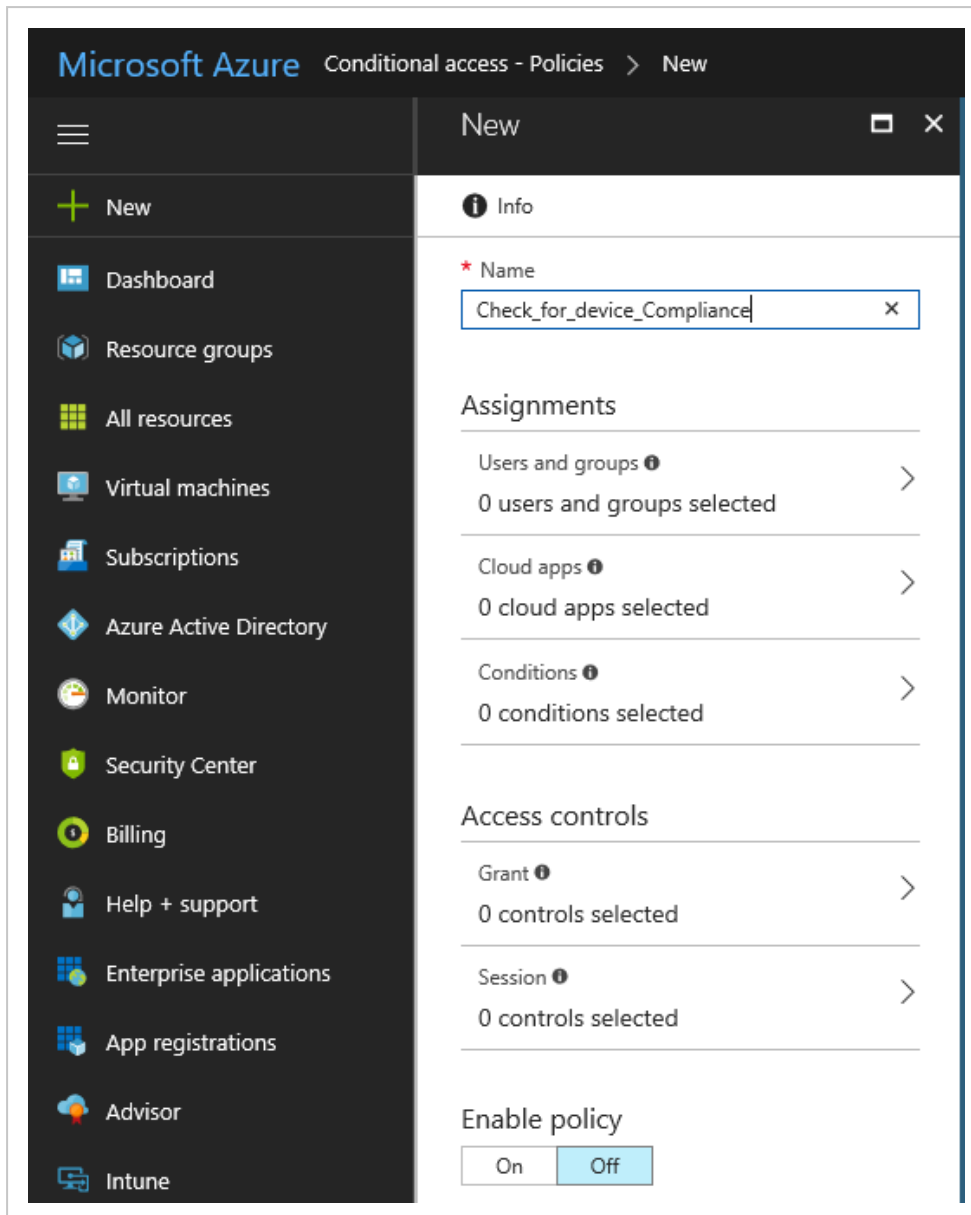 Microsoft Azure Conditional access - Policies > New
New
New
Dashboard
Resource groups
All resources
Virtual machines
Subscriptions
Azure Active Directory
Monitor
Security Center
Billing
Help + support
Enterprise applications
App registrations
Advisor
Intune
Info
* Name
Check_for_device_Compliance
Assignments
Users and groups
0 users and groups selected
Cloud apps
0 cloud apps selected
Conditions
0 conditions selected
Access controls
Grant
0 controls selected
Session
0 controls selected
Enable policy
On Off